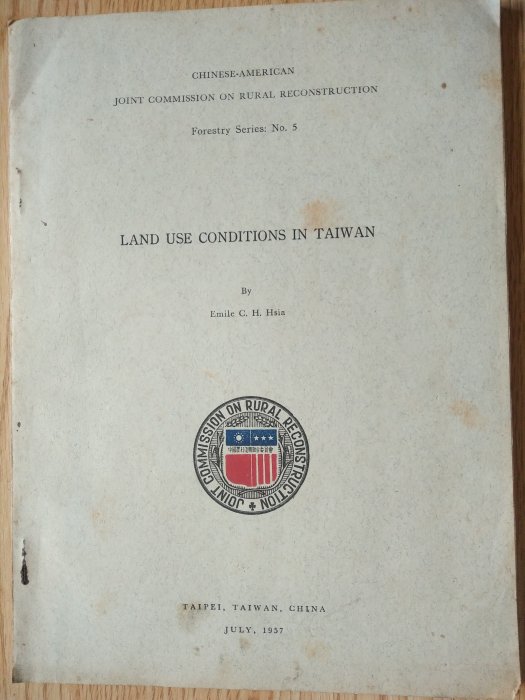 CHINESE-AMERICAN
JOINT COMMISSION ON RURAL RECONSTRUCTION
Forestry Series: No. 5
LAND USE CONDITIONS IN TAIWAN
By
Emile C. H. Hsia
JOINT COMMISSION ON RURAL RECONSTRUCTION
TAIPEI, TAIWAN, CHINA
JULY, 1957